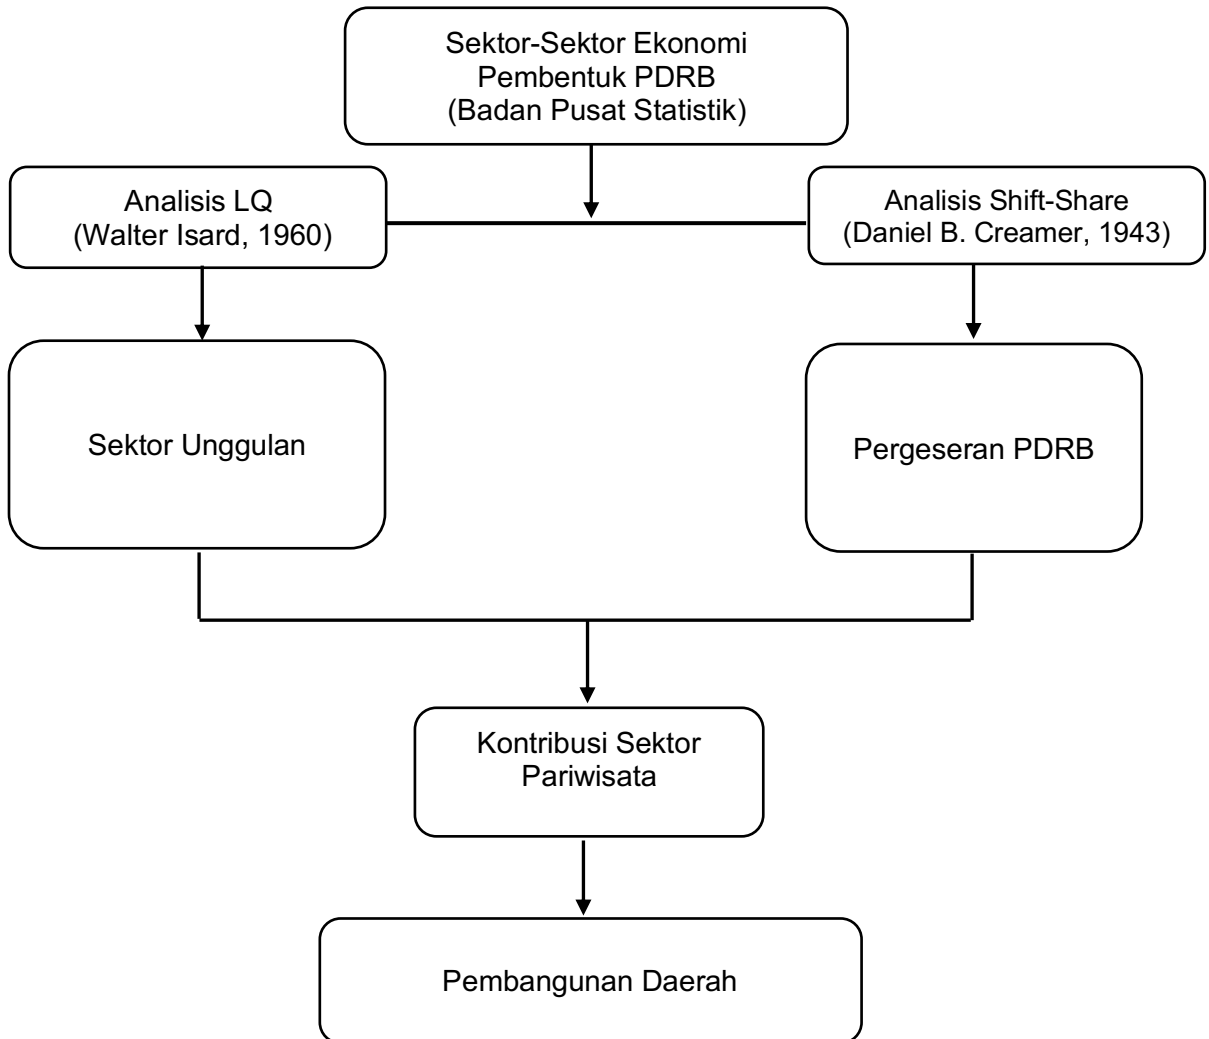 Sektor-Sektor Ekonomi
Pembentuk PDRB
(Badan Pusat Statistik)
Analisis LQ
(Walter Isard, 1960)
Analisis Shift-Share
(Daniel B. Creamer, 1943)
Sektor Unggulan
Pergeseran PDRB
Kontribusi Sektor
Pariwisata
Pembangunan Daerah